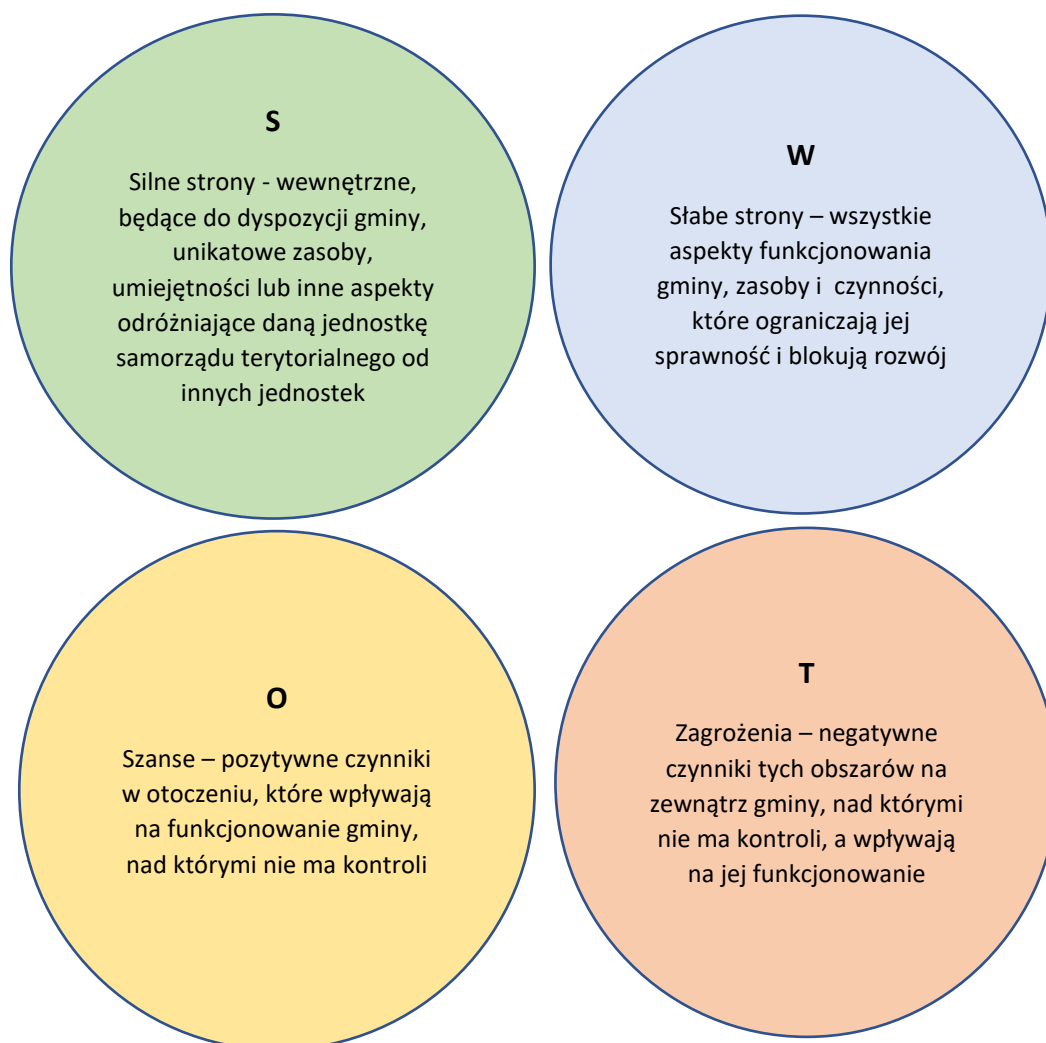 S
Silne strony - wewnętrzne,
będące do dyspozycji gminy,
unikatowe zasoby,
umiejętności lub inne aspekty
odróżniające daną jednostkę
samorządu terytorialnego od
innych jednostek
W
Słabe strony – wszystkie
aspekty funkcjonowania
gminy, zasoby i czynności,
które ograniczają jej
sprawność i blokują rozwój
O
Szanse – pozytywne czynniki
w otoczeniu, które wpływają
na funkcjonowanie gminy,
nad którymi nie ma kontroli
T
Zagrożenia – negatywne
czynniki tych obszarów na
zewnątrz gminy, nad którymi
nie ma kontroli, a wpływają
na jej funkcjonowanie